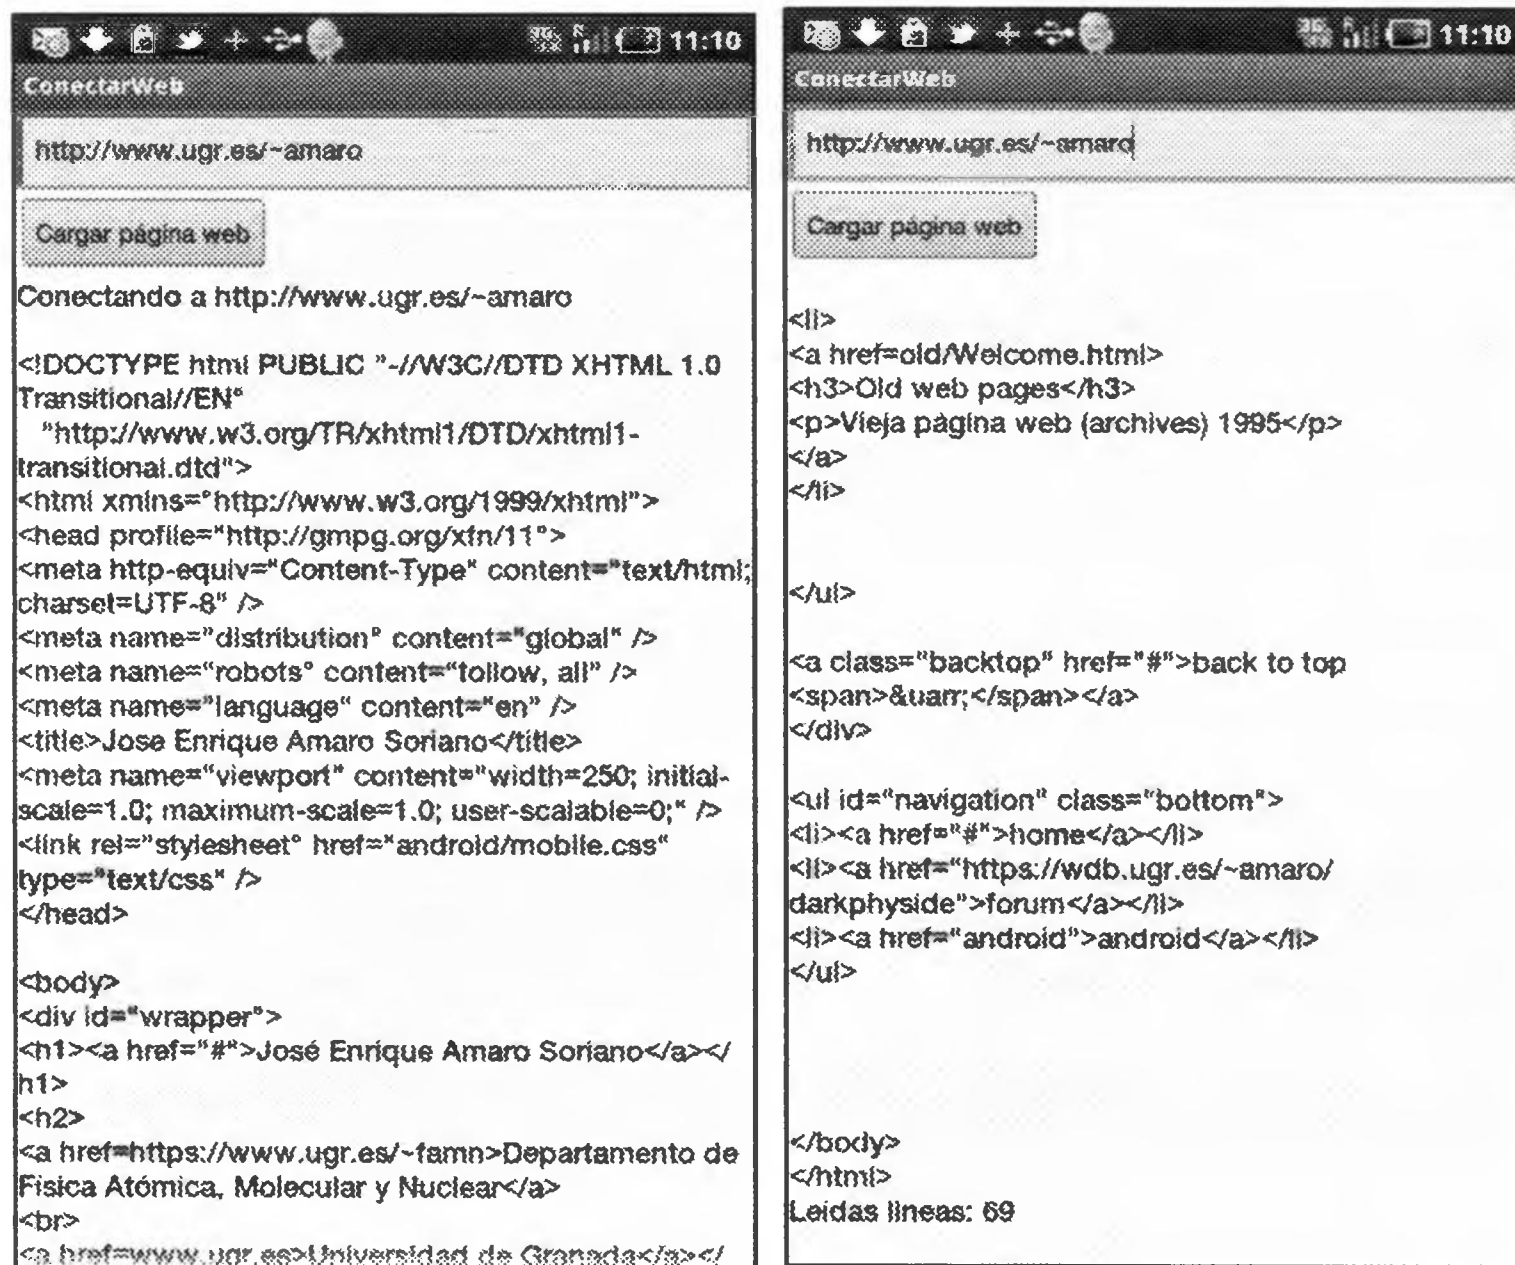 11:10
ConectarWeb
http://www.ugr.es/~amaro
Cargar página web
Conectando a http://www.ugr.es/~amaro
<!DOCTYPE html PUBLIC "-//W3C//DTD XHTML 1.0
Transitional//EN"
"http://www.w3.org/TR/xhtml1/DTD/xhtml1-
transitional.dtd">
<html xmlns="http://www.w3.org/1999/xhtml">
<head profile="http://gmpg.org/xfn/11">
<meta http-equiv="Content-Type" content="text/html;
charset=UTF-8" />
<meta name="distribution" content="global" />
<meta name="robots" content="follow, all" />
<meta name="language" content="en" />
<title>Jose Enrique Amaro Soriano</title>
<meta name="viewport" content="width=250; initial-
scale=1.0; maximum-scale=1.0; user-scalable=0;" />
<link rel="stylesheet" href="android/mobile.css"
type="text/css" />
</head>
<body>
<div id="wrapper">
<h1><a href="#">José Enrique Amaro Soriano</a></
h1>
<h2>
<a href=https://www.ugr.es/~famn>Departamento de
Física Atómica, Molecular y Nuclear</a>
<br>
<a href=www.ugr.es>Universidad de Granada</a></
11:10
ConectarWeb
http://www.ugr.es/~amaro
Cargar página web
<li>
<a href=old/Welcome.html>
<h3>Old web pages</h3>
<p>Vieja página web (archives) 1995</p>
</a>
</li>
</ul>
<a class="backtop" href="#">back to top
<span>&uarr;</span></a>
</div>
<ul id="navigation" class="bottom">
<li><a href="#">home</a></li>
<li><a href="https://wdb.ugr.es/~amaro/
darkphyside">forum</a></li>
<li><a href="android">android</a></li>
</ul>
</body>
</html>
Leidas lineas: 69